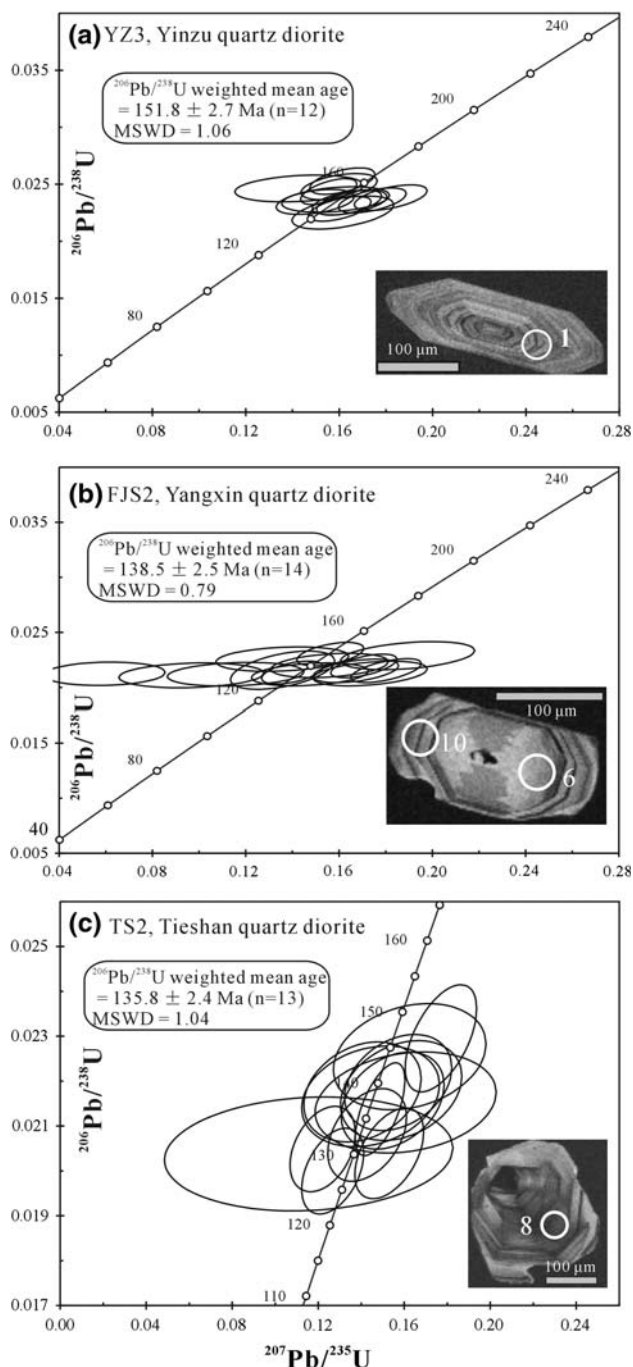 (a) YZ3, Yinzu quartz diorite
240
0.035
²⁰⁶Pb/²³⁸U weighted mean age
= 151.8 ± 2.7 Ma (n=12)
MSWD = 1.06
200
160
0.025
²⁰⁶Pb/²³⁸U
120
0.015
80
1
100 μm
0.005
0.04 0.08 0.12 0.16 0.20 0.24 0.28
(b) FJS2, Yangxin quartz diorite
240
0.035
²⁰⁶Pb/²³⁸U weighted mean age
= 138.5 ± 2.5 Ma (n=14)
MSWD = 0.79
200
160
0.025
²⁰⁶Pb/²³⁸U
120
100 μm
0.015
80
10
6
40
0.005
0.04 0.08 0.12 0.16 0.20 0.24 0.28
(c) TS2, Tieshan quartz diorite
0.025
160
²⁰⁶Pb/²³⁸U weighted mean age
= 135.8 ± 2.4 Ma (n=13)
MSWD = 1.04
150
0.023
²⁰⁶Pb/²³⁸U
140
0.021
130
8
0.019
120
100 μm
110
0.017
0.00 0.04 0.08 0.12 0.16 0.20 0.24
²⁰⁷Pb/²³⁵U